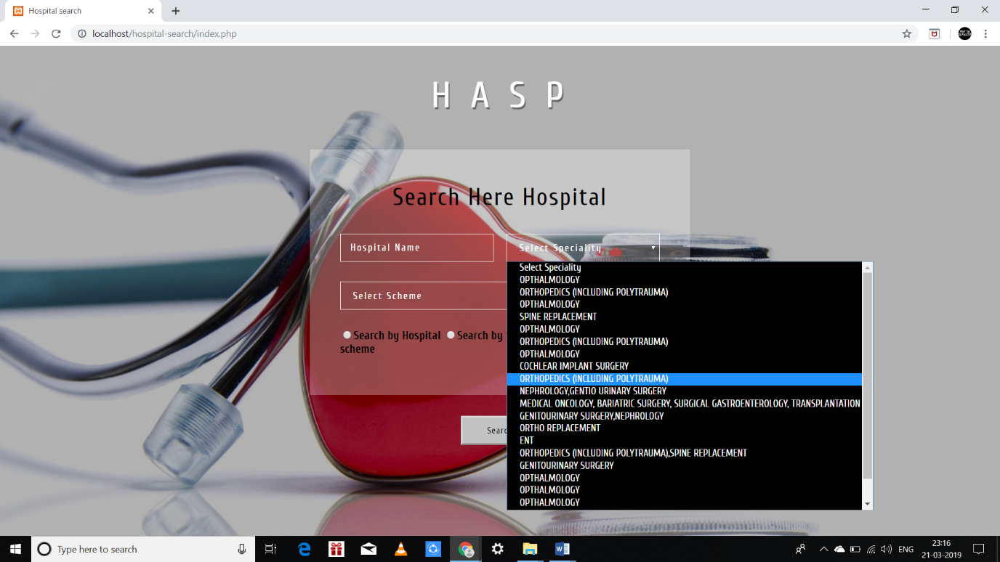 Hospital search
localhost/hospital-search/index.php
H A S P
Search Here Hospital
Hospital Name
Select Speciality
Select Scheme
Search by Hospital Search by
scheme
Select Speciality
OPTHALMOLOGY
ORTHOPEDICS (INCLUDING POLYTRAUMA)
OPTHALMOLOGY
SPINE REPLACEMENT
OPTHALMOLOGY
ORTHOPEDICS (INCLUDING POLYTRAUMA)
OPTHALMOLOGY
COCHLEAR IMPLANT SURGERY
ORTHOPEDICS (INCLUDING POLYTRAUMA)
NEPHROLOGY,GENTIO URINARY SURGERY
MEDICAL ONCOLOGY, BARIATRIC SURGERY, SURGICAL GASTROENTEROLOGY, TRANSPLANTATION
GENITOURINARY SURGERY,NEPHROLOGY
ORTHO REPLACEMENT
ENT
ORTHOPEDICS (INCLUDING POLYTRAUMA),SPINE REPLACEMENT
GENITOURINARY SURGERY
OPTHALMOLOGY
OPTHALMOLOGY
OPTHALMOLOGY
Searc
Type here to search
ENG
23:16
21-03-2019